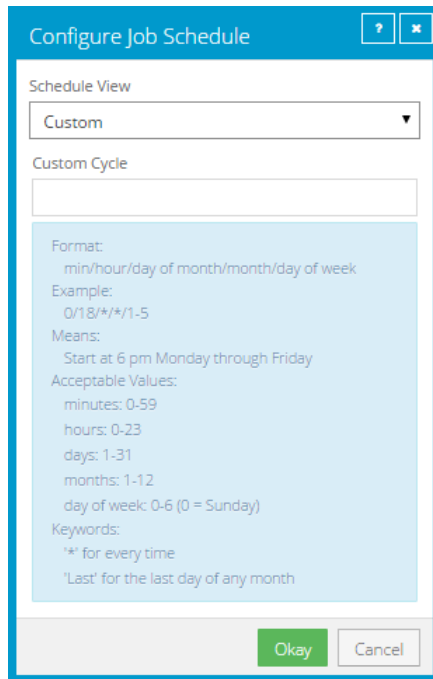 Configure Job Schedule
?
×
Schedule View
Custom
Custom Cycle
Format:
min/hour/day of month/month/day of week
Example:
0/18/*/*/1-5
Means:
Start at 6 pm Monday through Friday
Acceptable Values:
minutes: 0-59
hours: 0-23
days: 1-31
months: 1-12
day of week: 0-6 (0 = Sunday)
Keywords:
'*' for every time
'Last' for the last day of any month
Okay
Cancel